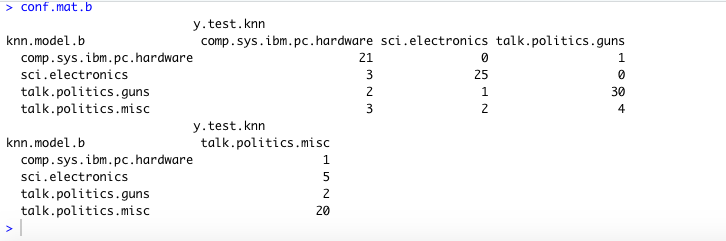 > conf.mat.b
y.test.knn
knn.model.b comp.sys.ibm.pc.hardware sci.electronics talk.politics.guns
comp.sys.ibm.pc.hardware 21 0 1
sci.electronics 3 25 0
talk.politics.guns 2 1 30
talk.politics.misc 3 2 4
y.test.knn
knn.model.b talk.politics.misc
comp.sys.ibm.pc.hardware 1
sci.electronics 5
talk.politics.guns 2
talk.politics.misc 20
>